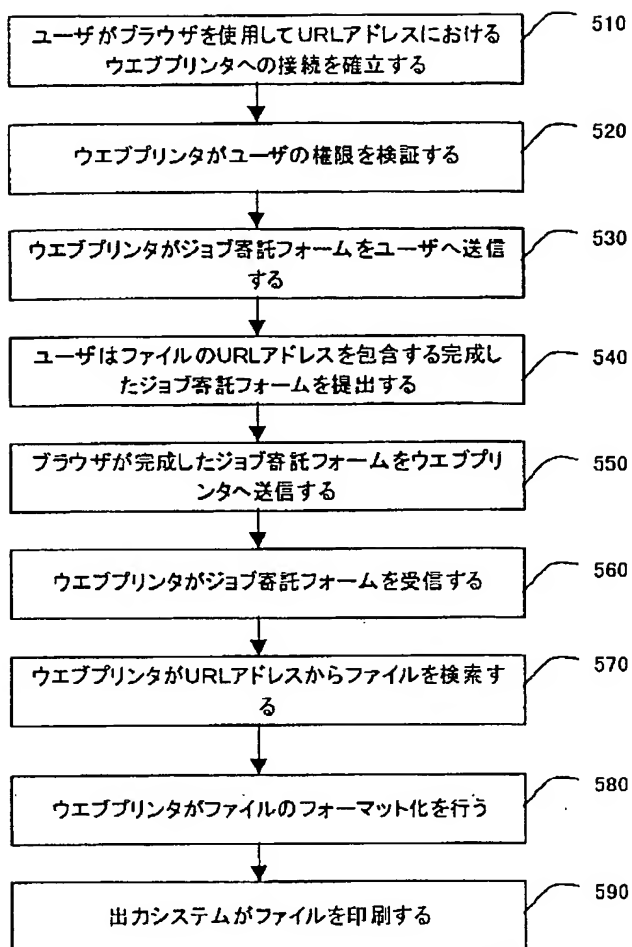 ユーザがブラウザを使用してURLアドレスにおける
ウエブプリンタへの接続を確立する
510
ウエブプリンタがユーザの権限を検証する
520
ウエブプリンタがジョブ寄託フォームをユーザへ送信
する
530
ユーザはファイルのURLアドレスを包含する完成し
たジョブ寄託フォームを提出する
540
ブラウザが完成したジョブ寄託フォームをウエブプリ
ンタへ送信する
550
ウエブプリンタがジョブ寄託フォームを受信する
560
ウエブプリンタがURLアドレスからファイルを検索す
る
570
ウエブプリンタがファイルのフォーマット化を行う
580
出力システムがファイルを印刷する
590